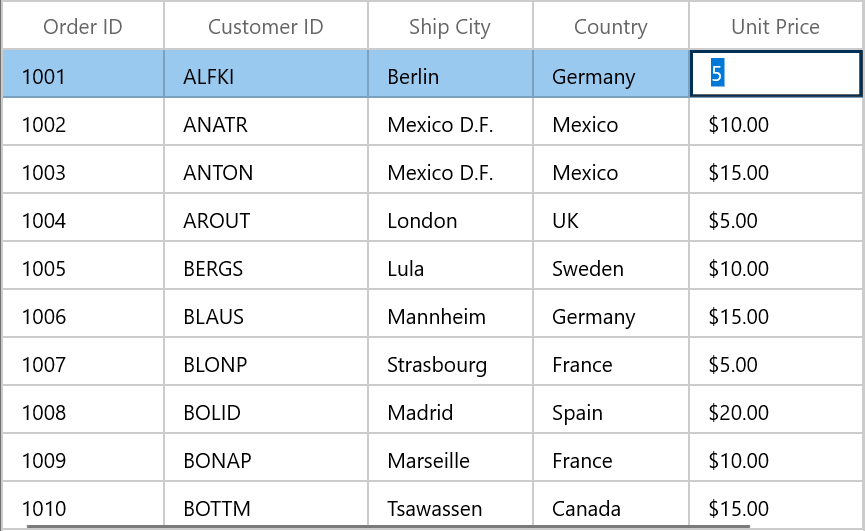 Order ID Customer ID Ship City Country Unit Price
1001 ALFKI Berlin Germany 5
1002 ANATR Mexico D.F. Mexico $10.00
1003 ANTON Mexico D.F. Mexico $15.00
1004 AROUT London UK $5.00
1005 BERGS Lula Sweden $10.00
1006 BLAUS Mannheim Germany $15.00
1007 BLONP Strasbourg France $5.00
1008 BOLID Madrid Spain $20.00
1009 BONAP Marseille France $10.00
1010 BOTTM Tsawassen Canada $15.00